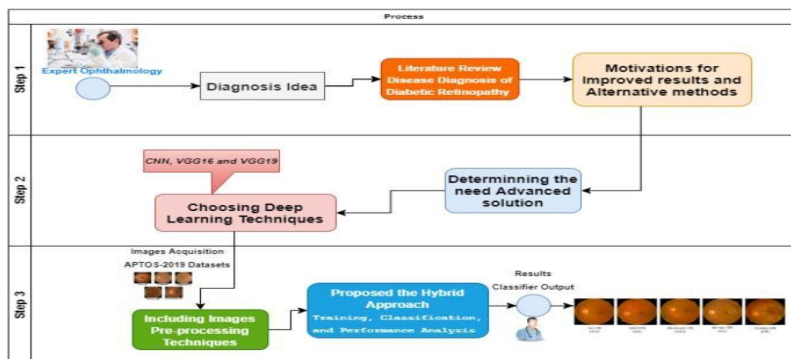 Process
Step 1
Expert Ophthalmology
Diagnosis Idea
Literature Review
Disease Diagnosis of
Diabetic Retinopathy
Motivations for
Improved results and
Alternative methods
Step 2
CNN, VGG16 and VGG19
Choosing Deep
Learning Techniques
Determinning the
need Advanced
solution
Step 3
Images Acquisition
APTOS-2019 Datasets
Including Images
Pre-processing
Techniques
Proposed the Hybrid
Approach
Training, Classification,
and Performance Analysis
Results
Classifier Output